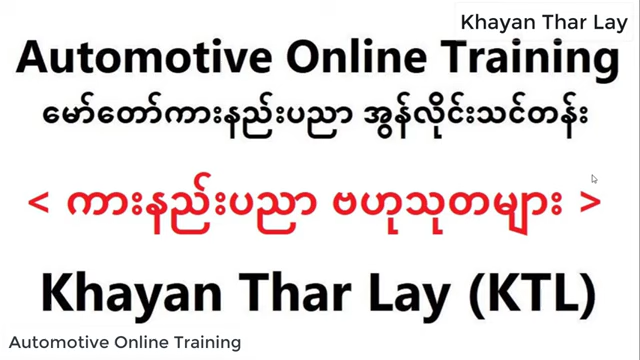 Khayan Thar Lay
Automotive Online Training
မော်တော်ကားနည်းပညာ အွန်လိုင်းသင်တန်း
< ကားနည်းပညာ ဗဟုသုတများ >
Khayan Thar Lay (KTL)
Automotive Online Training